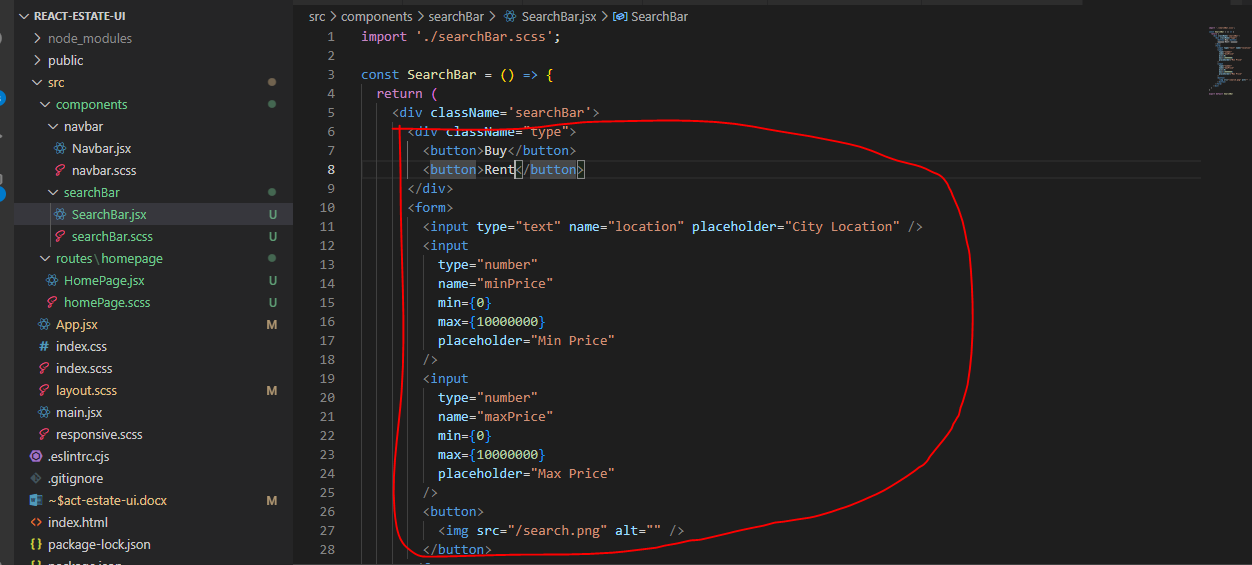 REACT-ESTATE-UI
node_modules
public
src
components
navbar
Navbar.jsx
navbar.scss
searchBar
SearchBar.jsx U
searchBar.scss U
routes\homepage
HomePage.jsx U
homePage.scss U
App.jsx M
index.css
index.scss
layout.scss M
main.jsx
responsive.scss
.eslintrc.cjs
.gitignore
~$act-estate-ui.docx M
index.html
package-lock.json
package.json
src > components > searchBar > SearchBar.jsx > SearchBar
1 import './searchBar.scss';
2
3 const SearchBar = () => {
4 return (
5 <div className='searchBar'>
6 <div className="type">
7 <button>Buy</button>
8 <button>Rent</button>
9 </div>
10 <form>
11 <input type="text" name="location" placeholder="City Location" />
12 <input
13 type="number"
14 name="minPrice"
15 min={0}
16 max={10000000}
17 placeholder="Min Price"
18 />
19 <input
20 type="number"
21 name="maxPrice"
22 min={0}
23 max={10000000}
24 placeholder="Max Price"
25 />
26 <button>
27 <img src="/search.png" alt="" />
28 </button>